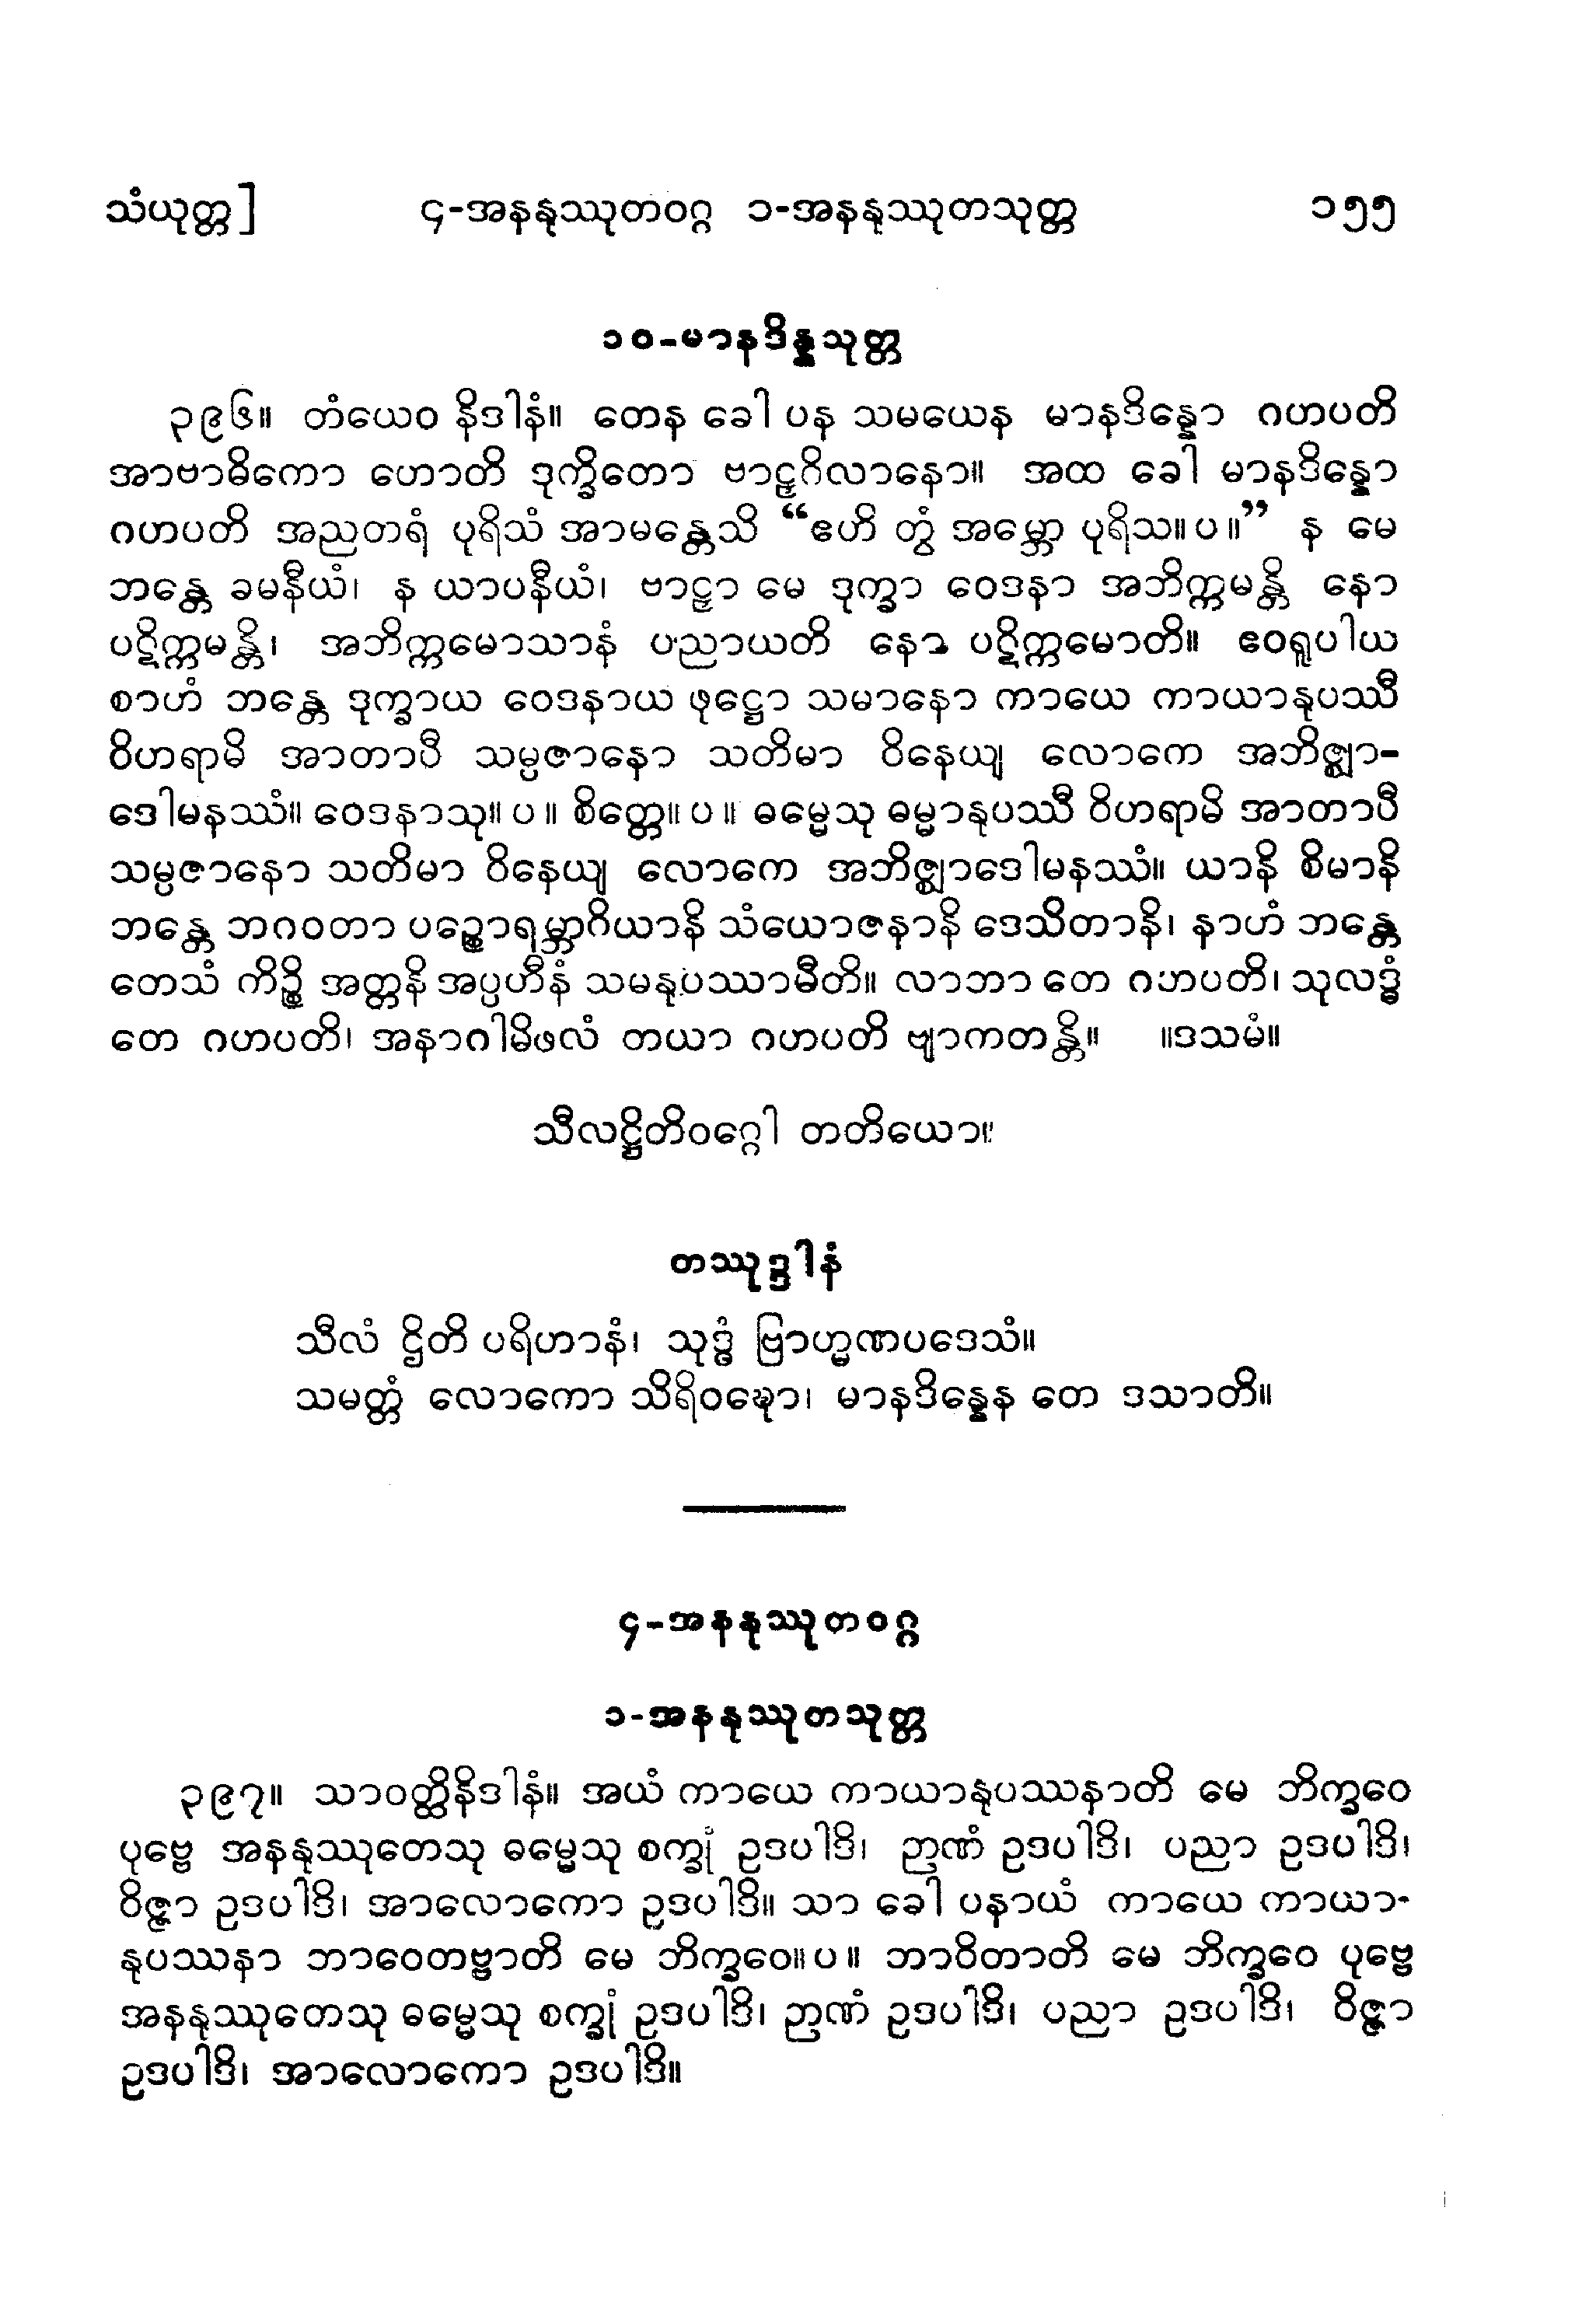 သံယုတ္တ] ၄-အနနုဿုတဝဂ္ဂ ၁-အနနုဿုတသုတ္တ ၁၅၅
၁၀-မာနဒိန္နသုတ္တ
၃၉၆။ တံယေဝ နိဒါနံ။ တေန ခေါ ပန သမယေန မာနဒိန္နော ဂဟပတိ
အာဗာဓိကော ဟောတိ ဒုက္ခိတော ဗာဠှဂိလာနော။ အထ ခေါ မာနဒိန္နော
ဂဟပတိ အညတရံ ပုရိသံ အာမန္တေသိ “ဧဟိ တွံ အမ္ဘော ပုရိသ။ပ။” န မေ
ဘန္တေ ခမနီယံ၊ န ယာပနီယံ၊ ဗာဠှာ မေ ဒုက္ခာ ဝေဒနာ အဘိက္ကမန္တိ နော
ပဋိက္ကမန္တိ၊ အဘိက္ကမောသာနံ ပညာယတိ နော ပဋိက္ကမောတိ။ ဧဝရူပါယ
စာဟံ ဘန္တေ ဒုက္ခာယ ဝေဒနာယ ဖုဋ္ဌော သမာနော ကာယေ ကာယာနုပဿီ
ဝိဟရာမိ အာတာပီ သမ္ပဇာနော သတိမာ ဝိနေယျ လောကေ အဘိဇ္ဈာ-
ဒေါမနဿံ။ ဝေဒနာသု။ပ။ စိတ္တေ။ပ။ ဓမ္မေသု ဓမ္မာနုပဿီ ဝိဟရာမိ အာတာပီ
သမ္ပဇာနော သတိမာ ဝိနေယျ လောကေ အဘိဇ္ဈာဒေါမနဿံ။ ယာနိ စိမာနိ
ဘန္တေ ဘဂဝတာ ပဉ္စောရမ္ဘာဂိယာနိ သံယောဇနာနိ ဒေသိတာနိ၊ နာဟံ ဘန္တေ
တေသံ ကိဉ္စိ အတ္တနိ အပ္ပဟီနံ သမနုပဿာမီတိ။ လာဘာ တေ ဂဟပတိ၊ သုလဒ္ဓံ
တေ ဂဟပတိ၊ အနာဂါမိဖလံ တယာ ဂဟပတိ ဗျာကတန္တိ။ ။ဒသမံ။
သီလဋ္ဌိတိဝဂ္ဂေါ တတိယော။
တဿုဒ္ဒါနံ
သီလံ ဌိတိ ပရိဟာနံ၊ သုဒ္ဓံ ဗြာဟ္မဏပဒေသံ။
သမတ္တံ လောကော သိရိဝဍ္ဎော၊ မာနဒိန္နေန တေ ဒသာတိ။
၄-အနနုဿုတဝဂ္ဂ
၁-အနနုဿုတသုတ္တ
၃၉၇။ သာဝတ္ထိနိဒါနံ။ အယံ ကာယေ ကာယာနုပဿနာတိ မေ ဘိက္ခဝေ
ပုဗ္ဗေ အနနုဿုတေသု ဓမ္မေသု စက္ခုံ ဥဒပါဒိ၊ ဉာဏံ ဥဒပါဒိ၊ ပညာ ဥဒပါဒိ၊
ဝိဇ္ဇာ ဥဒပါဒိ၊ အာလောကော ဥဒပါဒိ။ သာ ခေါ ပနာယံ ကာယေ ကာယာ-
နုပဿနာ ဘာဝေတဗ္ဗာတိ မေ ဘိက္ခဝေ။ပ။ ဘာဝိတာတိ မေ ဘိက္ခဝေ ပုဗ္ဗေ
အနနုဿုတေသု ဓမ္မေသု စက္ခုံ ဥဒပါဒိ၊ ဉာဏံ ဥဒပါဒိ၊ ပညာ ဥဒပါဒိ၊ ဝိဇ္ဇာ
ဥဒပါဒိ၊ အာလောကော ဥဒပါဒိ။